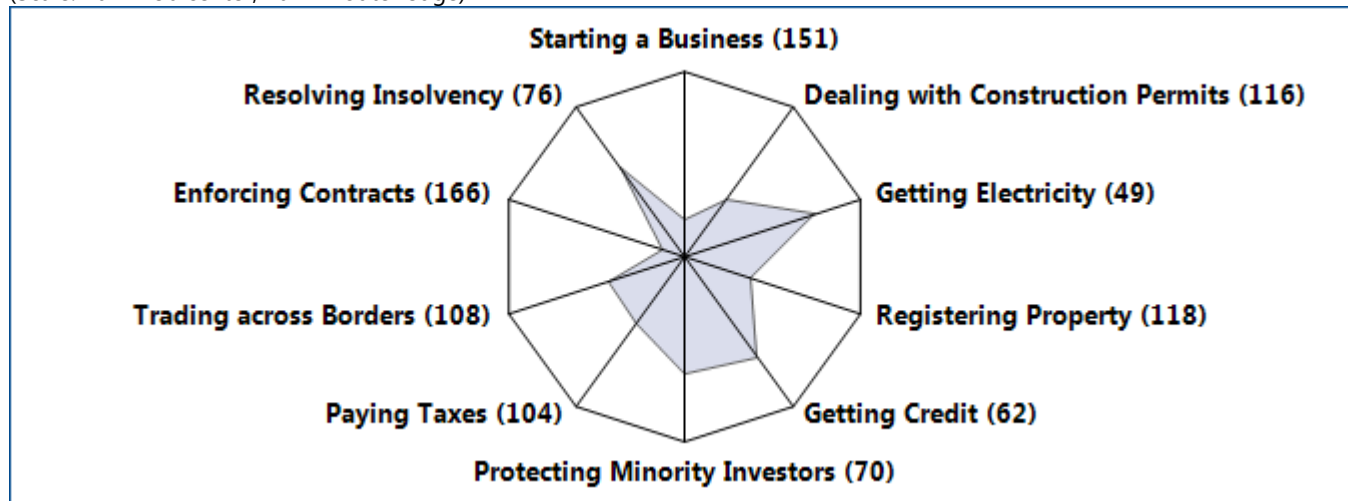 Starting a Business (151)
Resolving Insolvency (76)
Dealing with Construction Permits (116)
Enforcing Contracts (166)
Getting Electricity (49)
Trading across Borders (108)
Registering Property (118)
Paying Taxes (104)
Getting Credit (62)
Protecting Minority Investors (70)